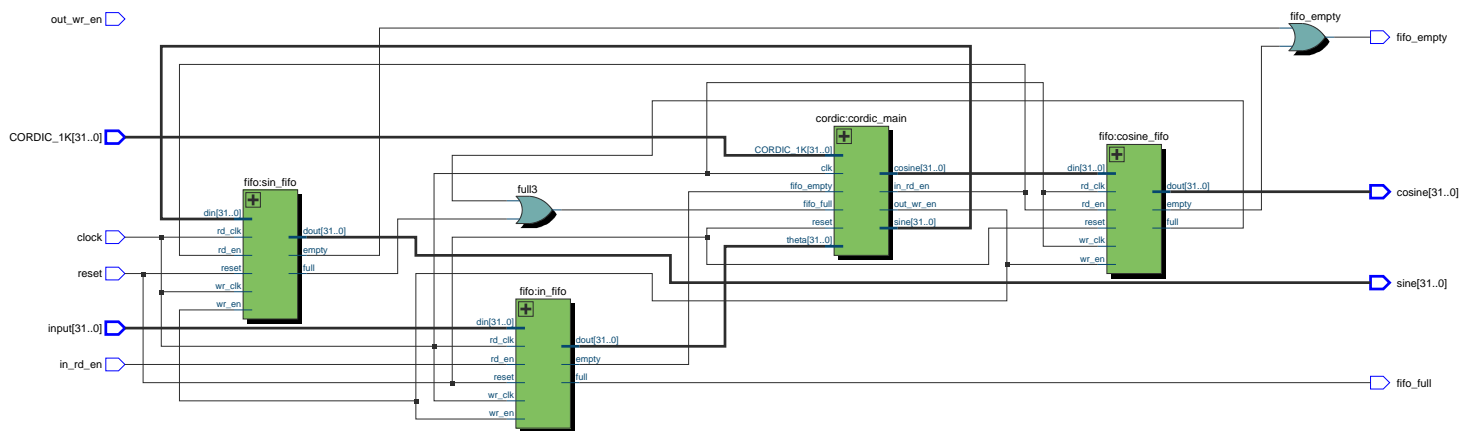 out_wr_en
CORDIC_1K[31..0]
clock
reset
input[31..0]
in_rd_en
fifo:sin_fifo
din[31..0]
rd_clk
rd_en
reset
wr_clk
wr_en
dout[31..0]
empty
full
full3
fifo:in_fifo
din[31..0]
rd_clk
rd_en
reset
wr_clk
wr_en
dout[31..0]
empty
full
cordic:cordic_main
CORDIC_1K[31..0]
clk
fifo_empty
fifo_full
reset
theta[31..0]
cosine[31..0]
in_rd_en
out_wr_en
sine[31..0]
fifo:cosine_fifo
din[31..0]
rd_clk
rd_en
reset
wr_clk
wr_en
dout[31..0]
empty
full
fifo_empty
fifo_empty
cosine[31..0]
sine[31..0]
fifo_full